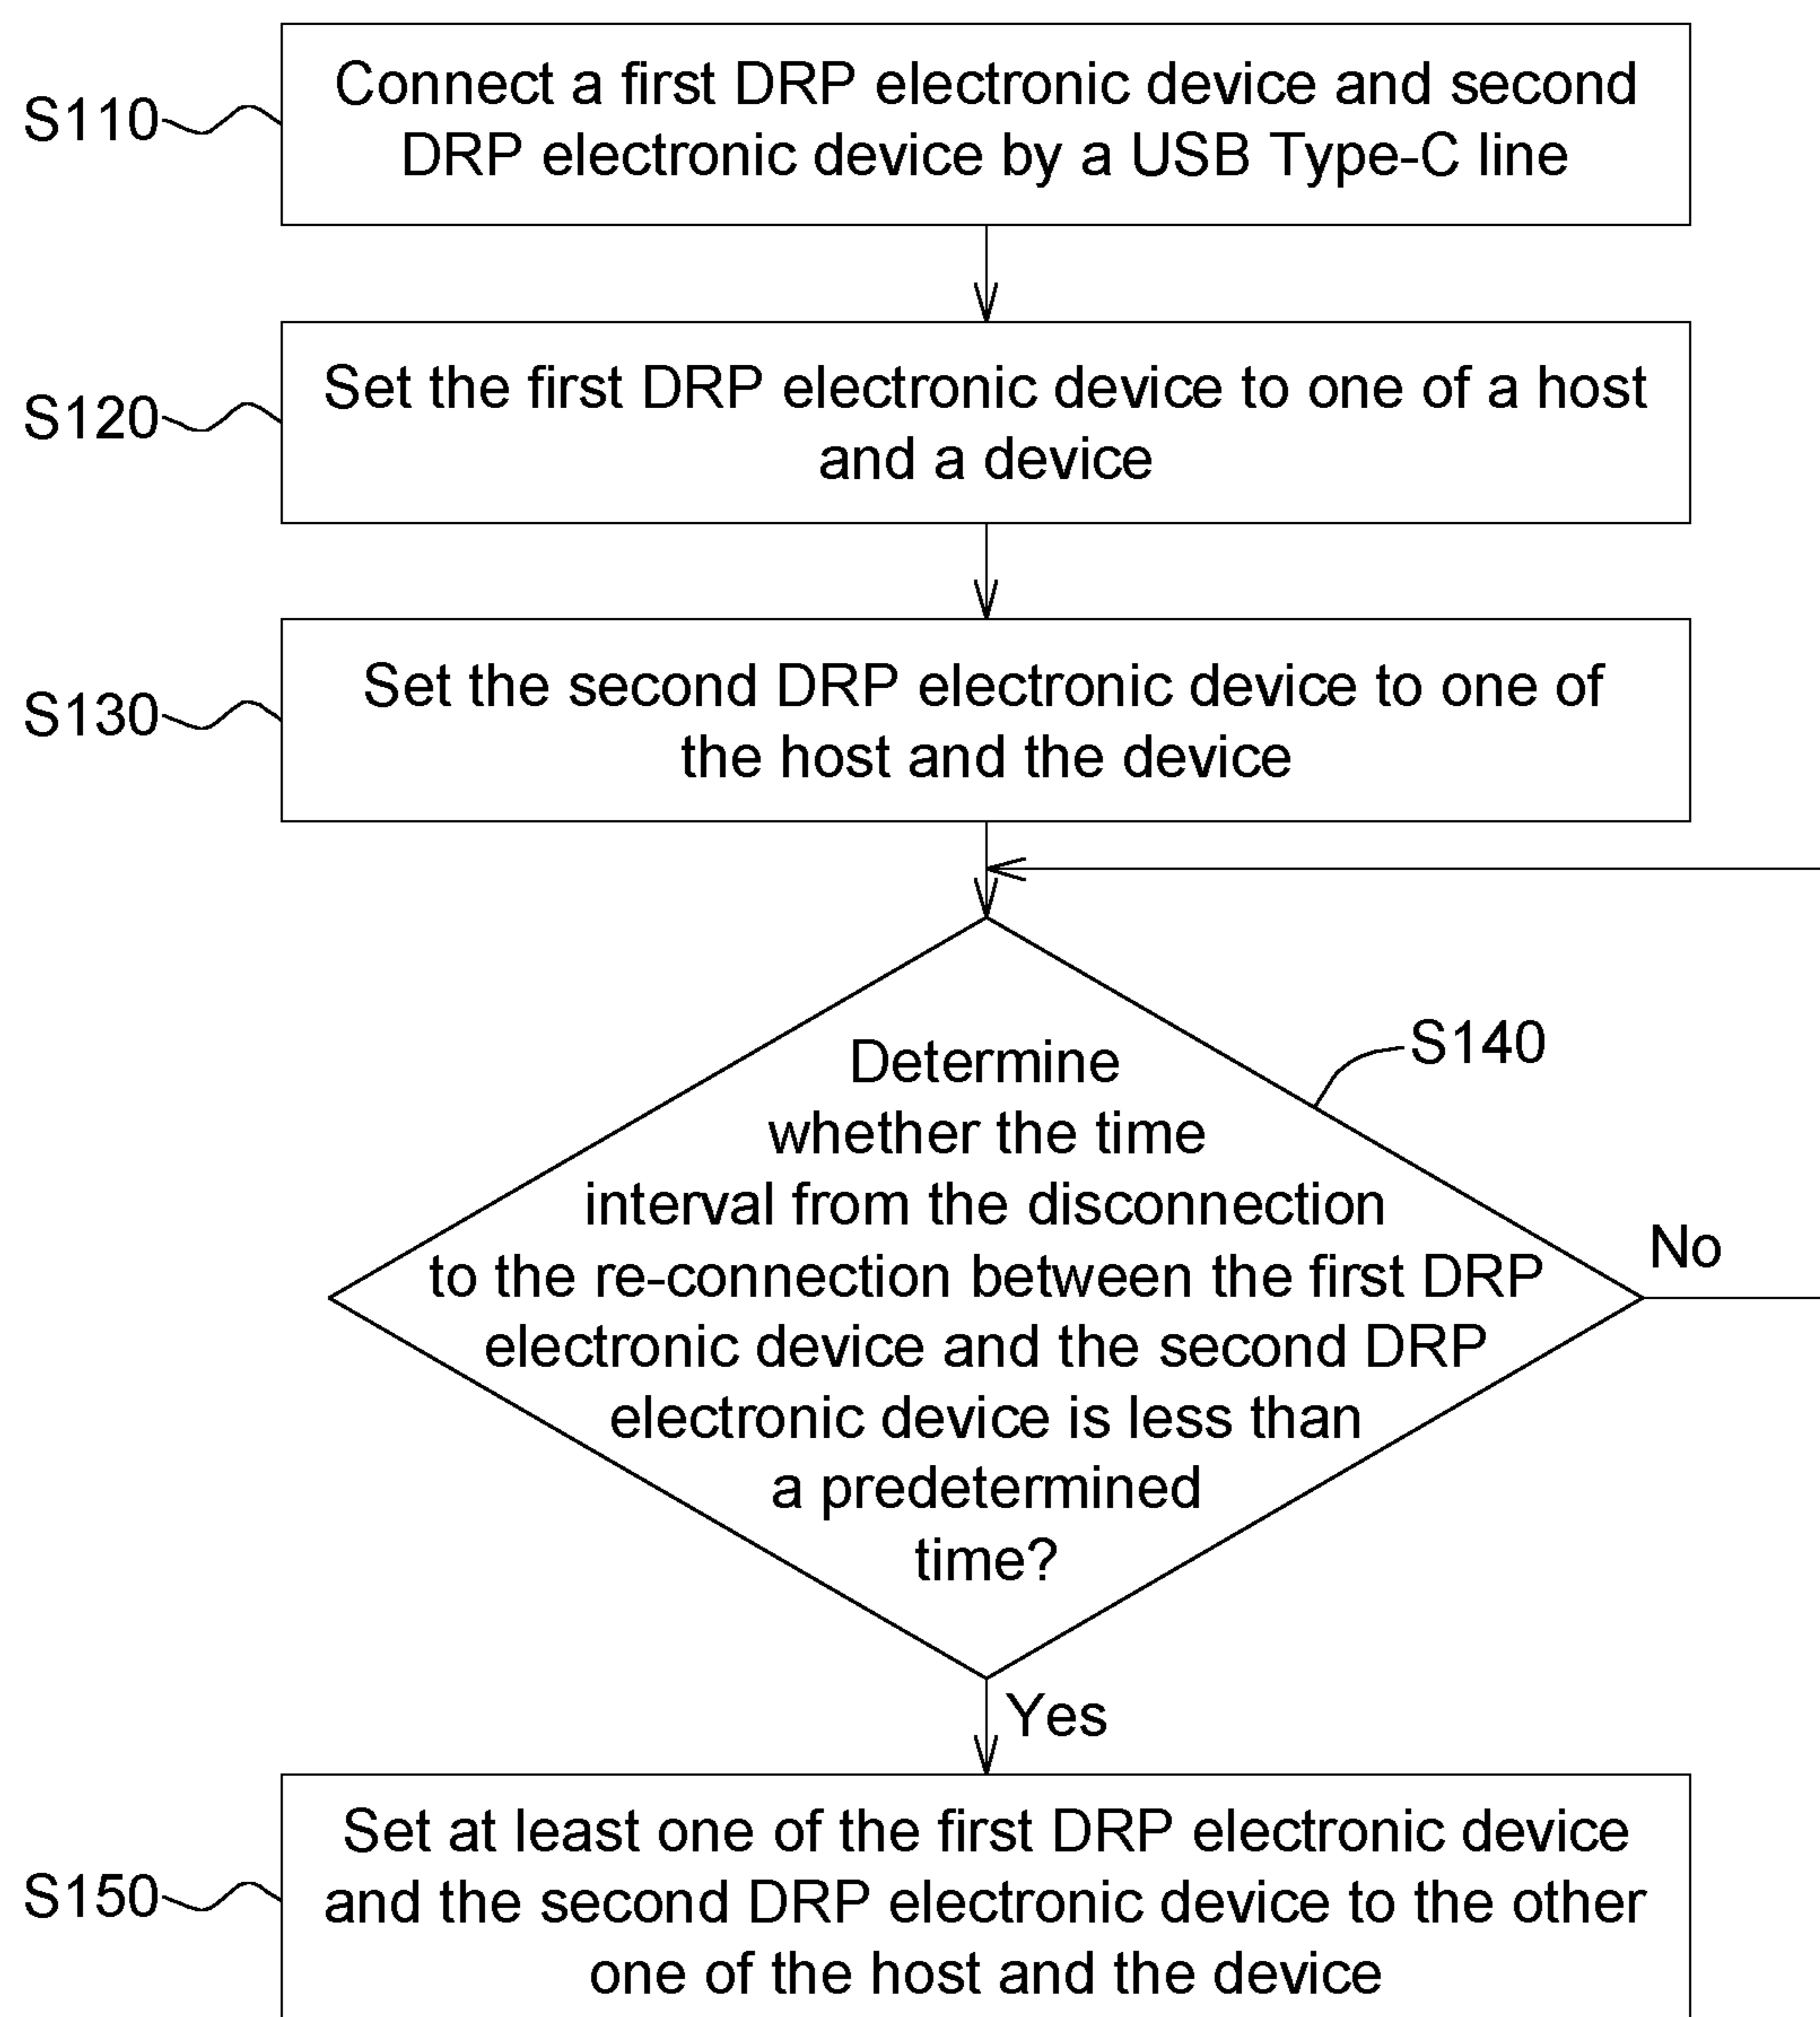 S110
Connect a first DRP electronic device and second
DRP electronic device by a USB Type-C line
S120
Set the first DRP electronic device to one of a host
and a device
S130
Set the second DRP electronic device to one of
the host and the device
S140
Determine
whether the time
interval from the disconnection
to the re-connection between the first DRP
electronic device and the second DRP
electronic device is less than
a predetermined
time?
No
Yes
S150
Set at least one of the first DRP electronic device
and the second DRP electronic device to the other
one of the host and the device